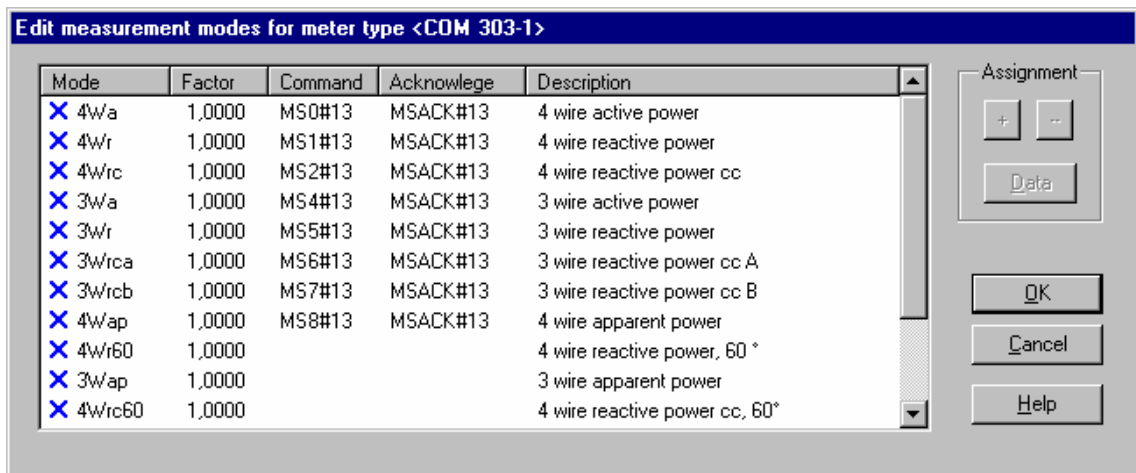 Edit measurement modes for meter type <COM 303-1>
Mode Factor Command Acknowlege Description
4Wa 1,0000 MS0#13 MSACK#13 4 wire active power
4Wr 1,0000 MS1#13 MSACK#13 4 wire reactive power
4Wrc 1,0000 MS2#13 MSACK#13 4 wire reactive power cc
3Wa 1,0000 MS4#13 MSACK#13 3 wire active power
3Wr 1,0000 MS5#13 MSACK#13 3 wire reactive power
3Wrca 1,0000 MS6#13 MSACK#13 3 wire reactive power cc A
3Wrcb 1,0000 MS7#13 MSACK#13 3 wire reactive power cc B
4Wap 1,0000 MS8#13 MSACK#13 4 wire apparent power
4Wr60 1,0000 4 wire reactive power, 60 °
3Wap 1,0000 3 wire apparent power
4Wrc60 1,0000 4 wire reactive power cc, 60°
Assignment
+ --
Data
OK
Cancel
Help